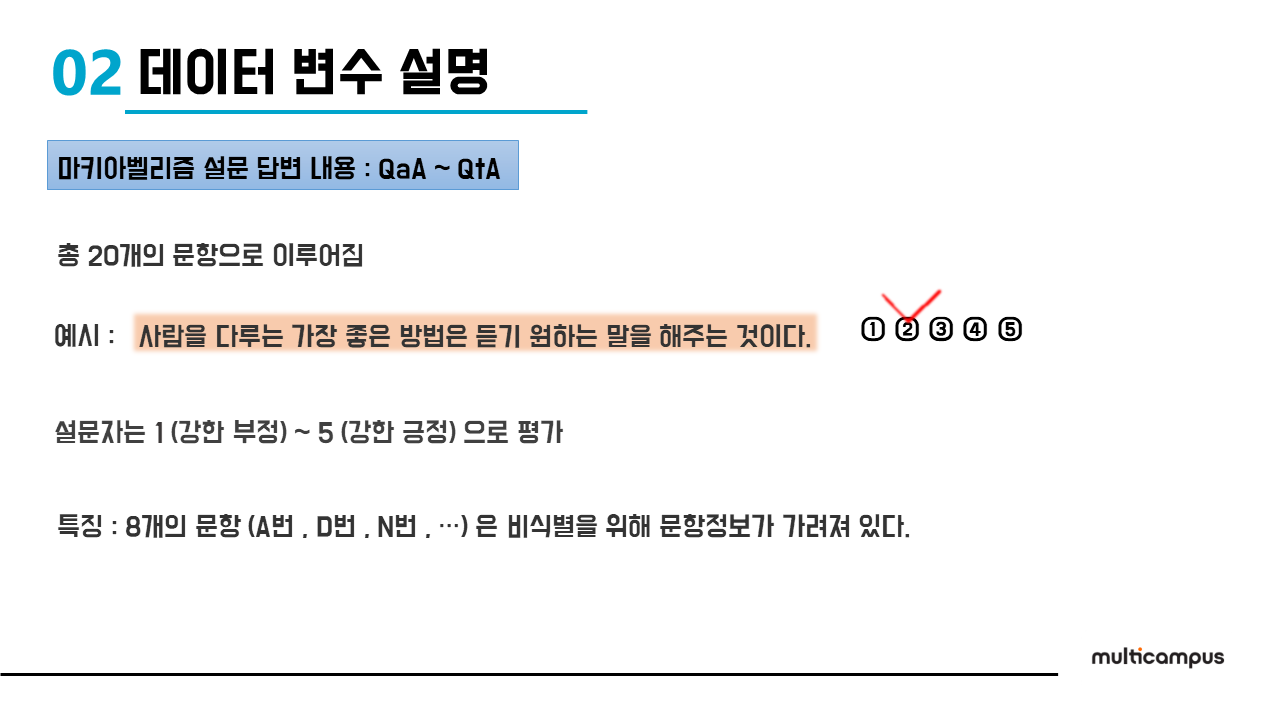 02 데이터 변수 설명
마키아벨리즘 설문 답변 내용 : QaA ~ QtA
총 20개의 문항으로 이루어짐
예시 : 사람을 다루는 가장 좋은 방법은 듣기 원하는 말을 해주는 것이다. ① ② ③ ④ ⑤
설문자는 1 (강한 부정) ~ 5 (강한 긍정) 으로 평가
특징 : 8개의 문항 (A번 , D번 , N번 , …) 은 비식별을 위해 문항정보가 가려져 있다.
multicampus